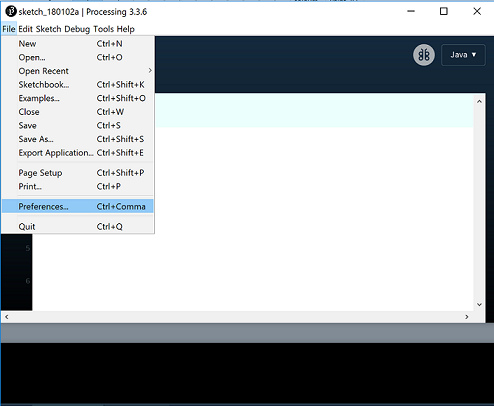 sketch_180102a | Processing 3.3.6
File Edit Sketch Debug Tools Help
New Ctrl+N
Open... Ctrl+O
Open Recent >
Sketchbook... Ctrl+Shift+K
Examples... Ctrl+Shift+O
Close Ctrl+W
Save Ctrl+S
Save As... Ctrl+Shift+S
Export Application... Ctrl+Shift+E
Page Setup Ctrl+Shift+P
Print... Ctrl+P
Preferences... Ctrl+Comma
Quit Ctrl+Q
Java ▾
5
6